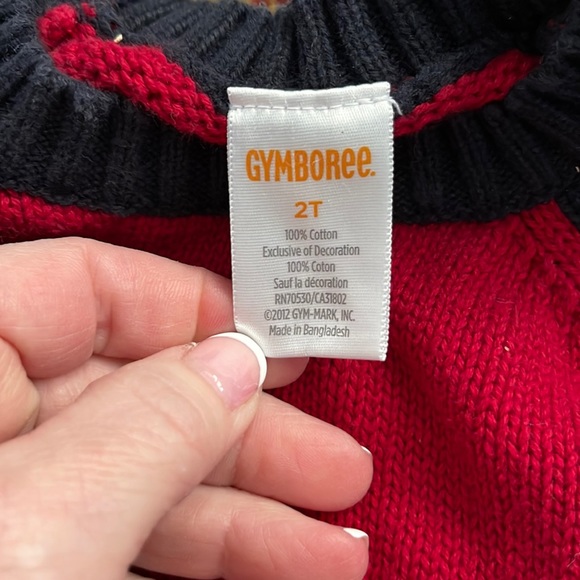 GYMBOREE.
2T
100% Cotton
Exclusive of Decoration
100% Coton
Sauf la décoration
RN70530/CA31802
©2012 GYM-MARK, INC.
Made in Bangladesh